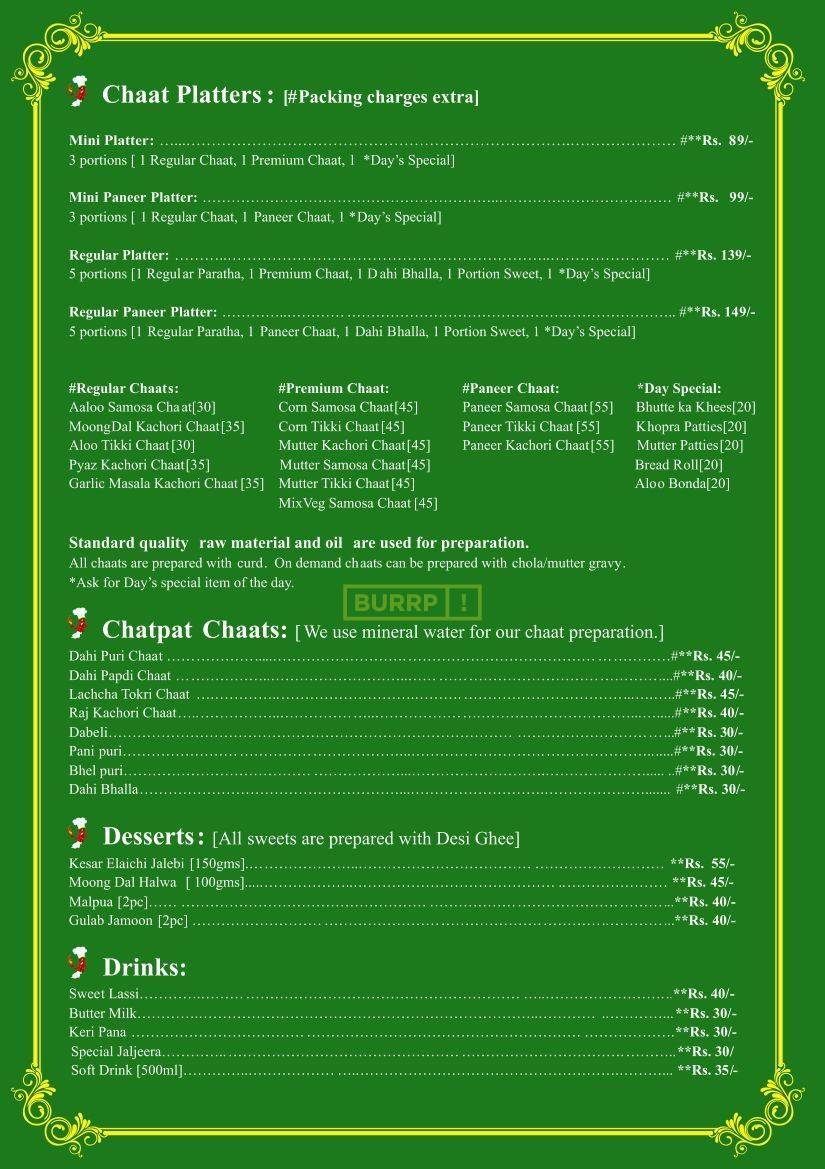 Chaat Platters : [#Packing charges extra]
Mini Platter: ........................................ #**Rs. 89/-
3 portions [ 1 Regular Chaat, 1 Premium Chaat, 1 *Day's Special]
Mini Paneer Platter: ........................................ #**Rs. 99/-
3 portions [ 1 Regular Chaat, 1 Paneer Chaat, 1 *Day's Special]
Regular Platter: ........................................ #**Rs. 139/-
5 portions [1 Regular Paratha, 1 Premium Chaat, 1 Dahi Bhalla, 1 Portion Sweet, 1 *Day's Special]
Regular Paneer Platter: ........................................ #**Rs. 149/-
5 portions [1 Regular Paratha, 1 Paneer Chaat, 1 Dahi Bhalla, 1 Portion Sweet, 1 *Day's Special]
#Regular Chaats:
Aaloo Samosa Chaat[30]
MoongDal Kachori Chaat[35]
Aloo Tikki Chaat[30]
Pyaz Kachori Chaat[35]
Garlic Masala Kachori Chaat[35]
#Premium Chaat:
Corn Samosa Chaat[45]
Corn Tikki Chaat[45]
Mutter Kachori Chaat[45]
Mutter Samosa Chaat[45]
Mutter Tikki Chaat[45]
MixVeg Samosa Chaat [45]
#Paneer Chaat:
Paneer Samosa Chaat[55]
Paneer Tikki Chaat [55]
Paneer Kachori Chaat[55]
*Day Special:
Bhutte ka Khees[20]
Khopra Patties[20]
Mutter Patties[20]
Bread Roll[20]
Aloo Bonda[20]
Standard quality raw material and oil are used for preparation.
All chaats are prepared with curd. On demand chaats can be prepared with chola/mutter gravy.
*Ask for Day's special item of the day.
BURRP !
Chatpat Chaats: [ We use mineral water for our chaat preparation.]
Dahi Puri Chaat ........................................#**Rs. 45/-
Dahi Papdi Chaat ........................................#**Rs. 40/-
Lachcha Tokri Chaat ........................................#**Rs. 45/-
Raj Kachori Chaat........................................#**Rs. 40/-
Dabeli........................................#**Rs. 30/-
Pani puri........................................#**Rs. 30/-
Bhel puri........................................#**Rs. 30/-
Dahi Bhalla........................................ #**Rs. 30/-
Desserts: [All sweets are prepared with Desi Ghee]
Kesar Elaichi Jalebi [150gms]........................................ **Rs. 55/-
Moong Dal Halwa [ 100gms]........................................ **Rs. 45/-
Malpua [2pc]........................................**Rs. 40/-
Gulab Jamoon [2pc] ........................................**Rs. 40/-
Drinks:
Sweet Lassi........................................**Rs. 40/-
Butter Milk........................................**Rs. 30/-
Keri Pana ........................................**Rs. 30/-
Special Jaljeera........................................**Rs. 30/
Soft Drink [500ml]........................................ **Rs. 35/-